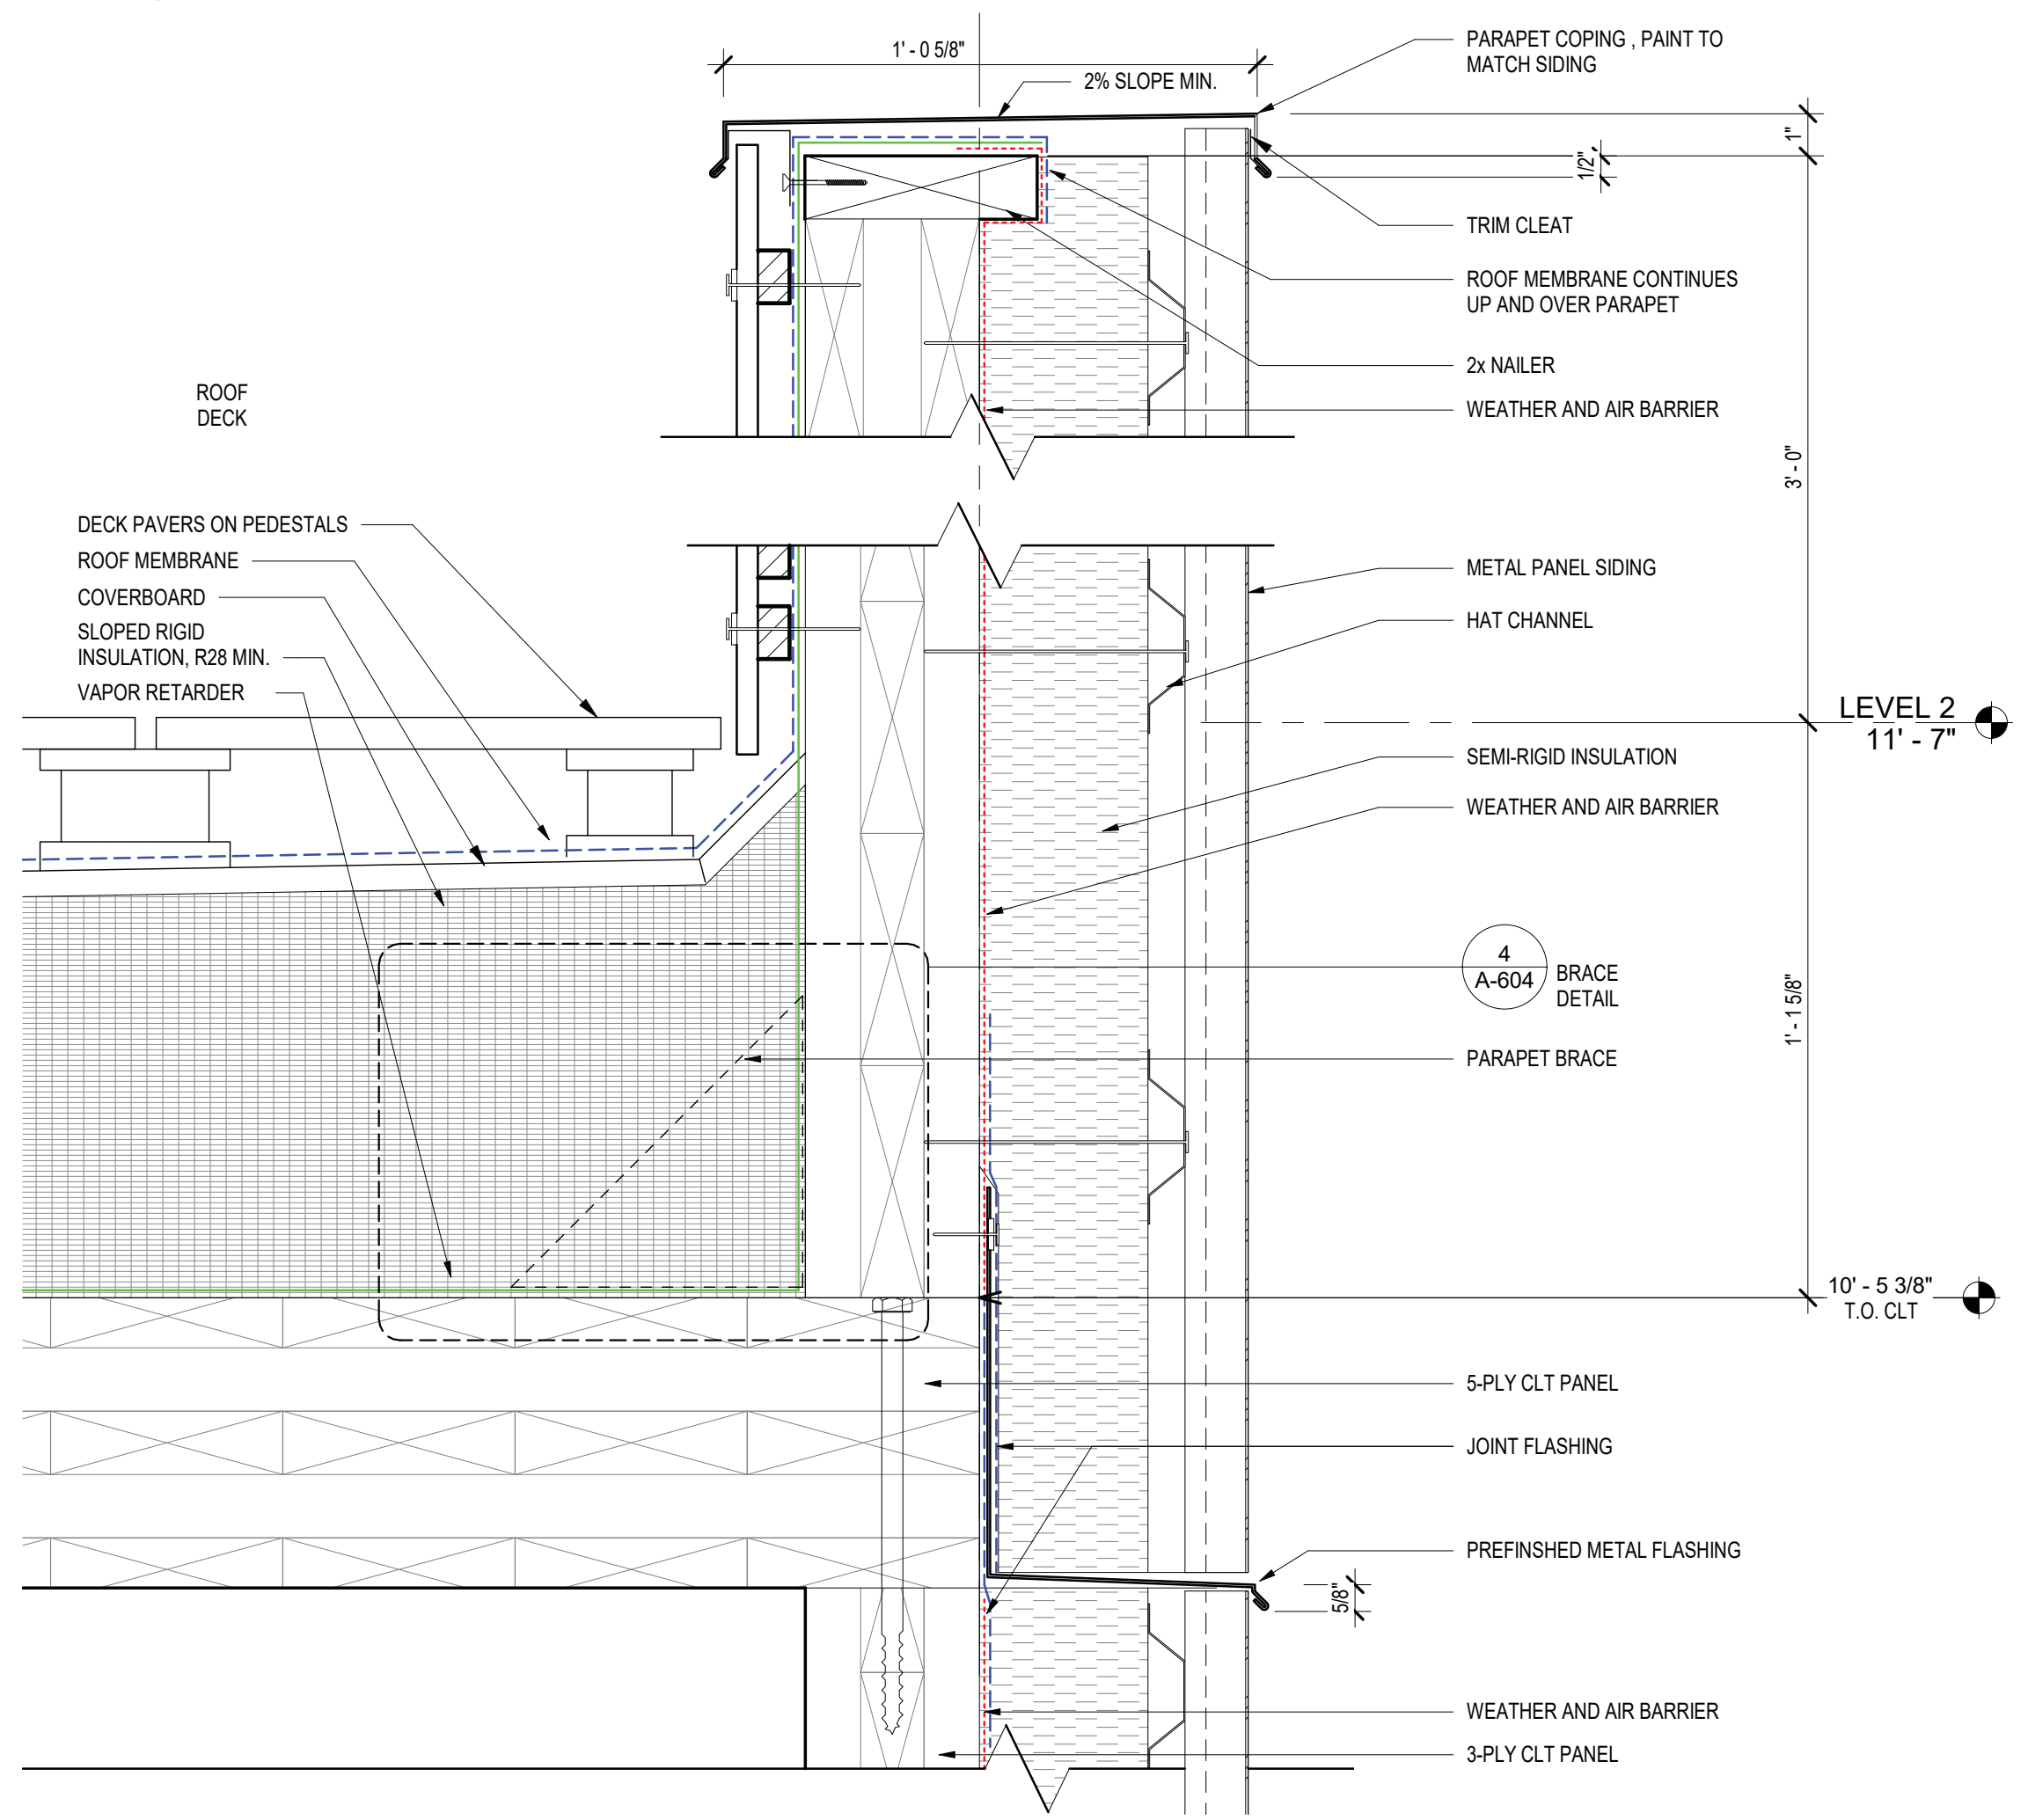 1' - 0 5/8"
2% SLOPE MIN.
PARAPET COPING , PAINT TO
MATCH SIDING
1"
1/2"
TRIM CLEAT
ROOF MEMBRANE CONTINUES
UP AND OVER PARAPET
2x NAILER
WEATHER AND AIR BARRIER
3' - 0"
ROOF
DECK
DECK PAVERS ON PEDESTALS
ROOF MEMBRANE
COVERBOARD
SLOPED RIGID
INSULATION, R28 MIN.
VAPOR RETARDER
METAL PANEL SIDING
HAT CHANNEL
LEVEL 2
11' - 7"
SEMI-RIGID INSULATION
WEATHER AND AIR BARRIER
4
A-604
BRACE
DETAIL
1' - 1 5/8"
PARAPET BRACE
10' - 5 3/8"
T.O. CLT
5-PLY CLT PANEL
JOINT FLASHING
PREFINSHED METAL FLASHING
5/8"
WEATHER AND AIR BARRIER
3-PLY CLT PANEL